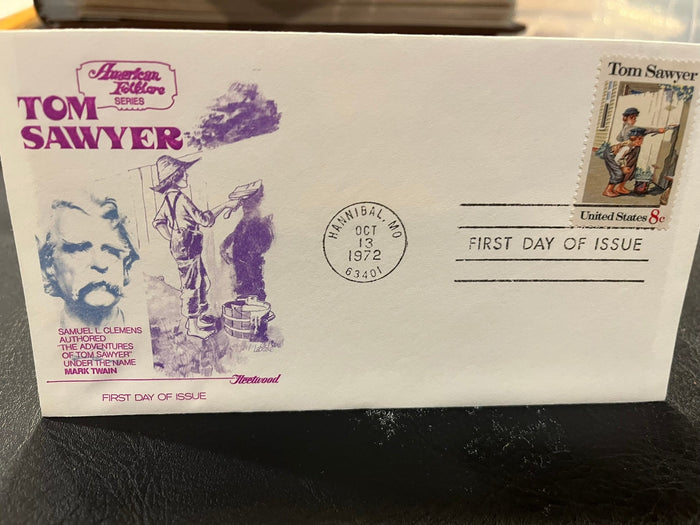 American
Folklore
SERIES
TOM
SAWYER
SAMUEL L. CLEMENS
AUTHORED
"THE ADVENTURES
OF TOM SAWYER"
UNDER THE NAME
MARK TWAIN
Fleetwood
FIRST DAY OF ISSUE
HANNIBAL, MO
OCT
13
1972
63401
FIRST DAY OF ISSUE
Tom Sawyer
United States 8c